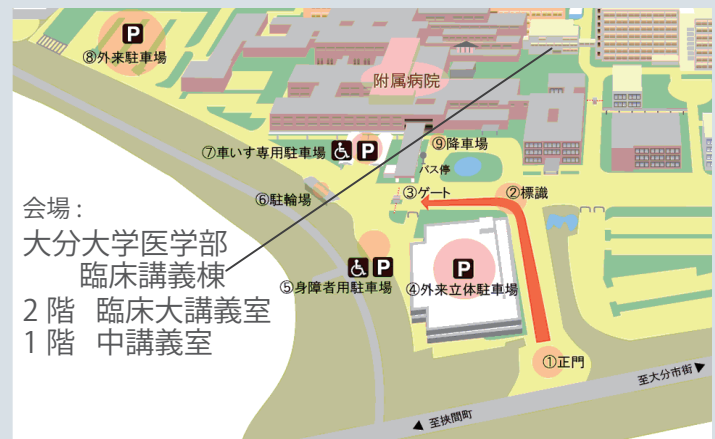 P
⑧外来駐車場
附属病院
⑦車いす専用駐車場 P
⑨降車場
バス停
⑥駐輪場
③ゲート
②標識
会場:
大分大学医学部
臨床講義棟
2階 臨床大講義室
1階 中講義室
P
⑤身障者用駐車場
P
④外来立体駐車場
①正門
至大分市街
至挾間町